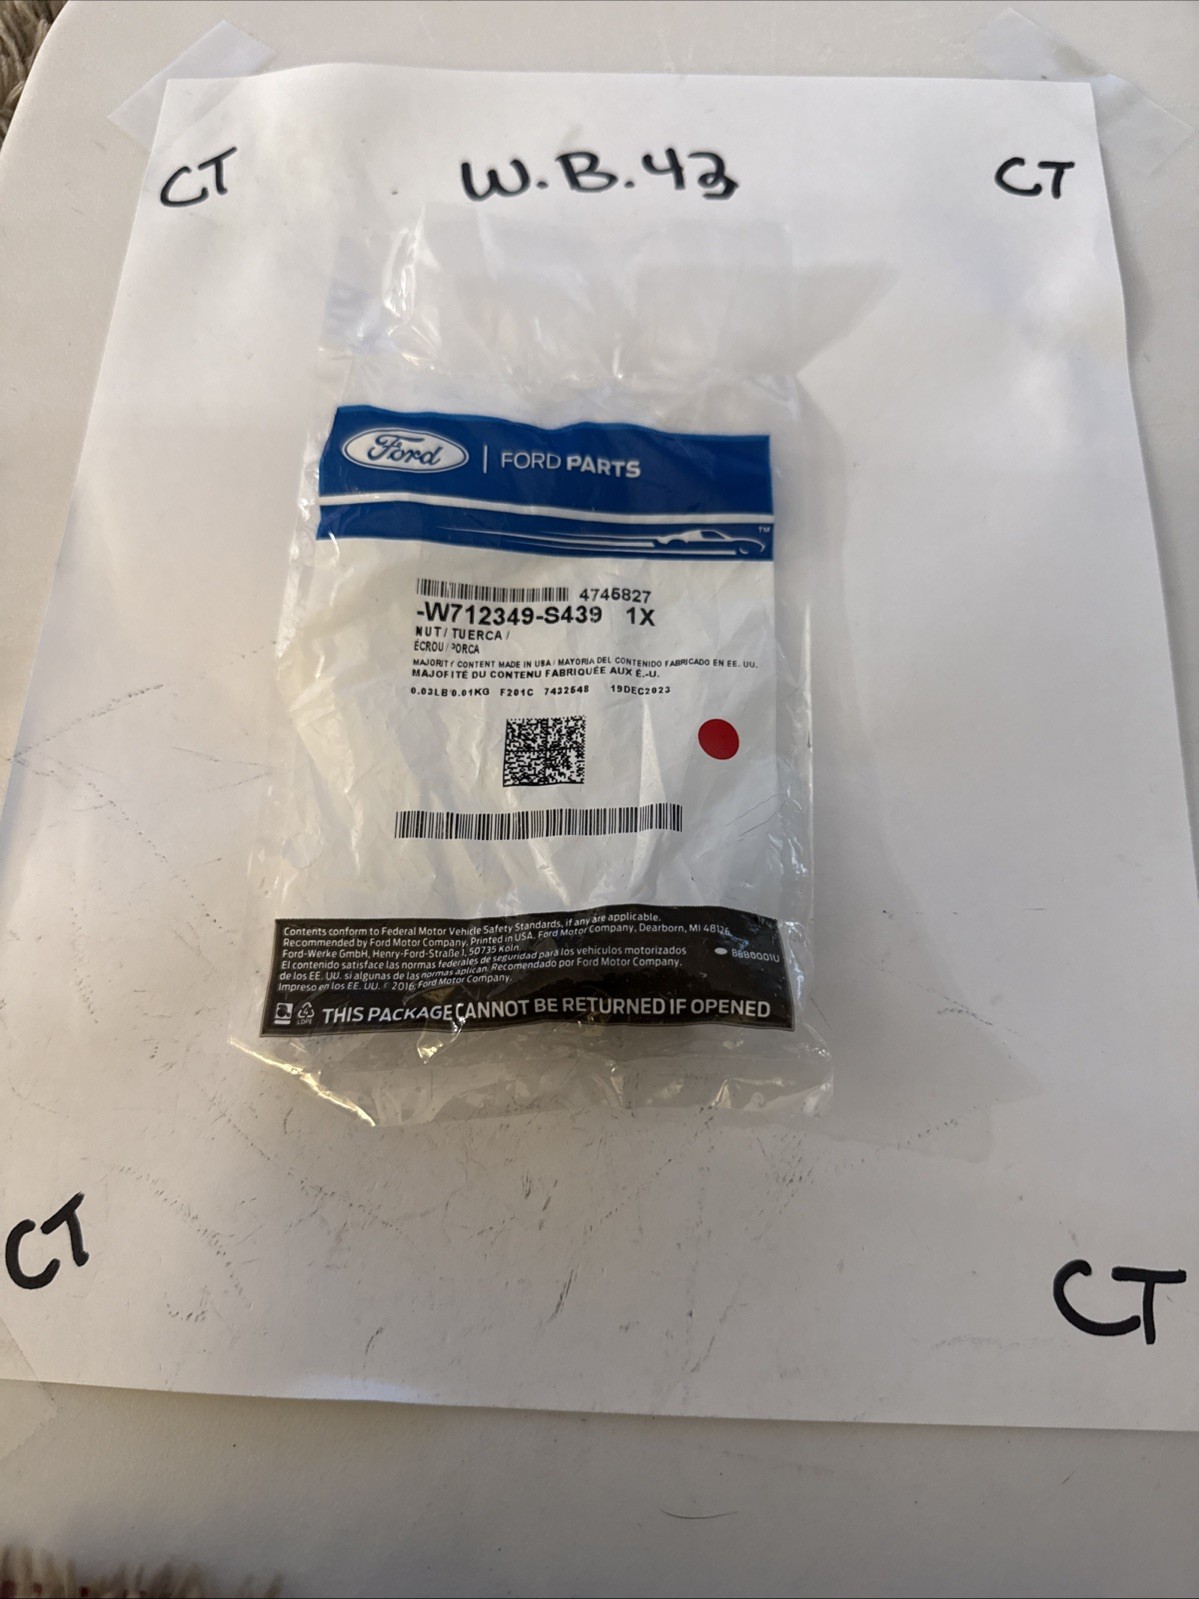 CT W.B.43 CT
Ford | FORD PARTS
TM
4745827
-W712349-S439 1X
NUT / TUERCA /
ÉCROU / PORCA
MAJORITY CONTENT MADE IN USA / MAYORIA DEL CONTENIDO FABRICADO EN EE. UU.
MAJORITÉ DU CONTENU FABRIQUÉE AUX É.-U.
0.03LB 0.01KG F201C 7432548 19DEC2023
Contents conform to Federal Motor Vehicle Safety Standards, if any are applicable.
Recommended by Ford Motor Company. Printed in USA. Ford Motor Company, Dearborn, MI 48126
Ford-Werke GmbH, Henry-Ford-Straße 1, 50735 Köln
El contenido satisface las normas federales de seguridad para los vehículos motorizados
de los EE. UU. si algunas de las normas aplican. Recomendado por Ford Motor Company.
Impreso en los EE. UU. © 2016, Ford Motor Company.
LDPE THIS PACKAGE CANNOT BE RETURNED IF OPENED
CT CT